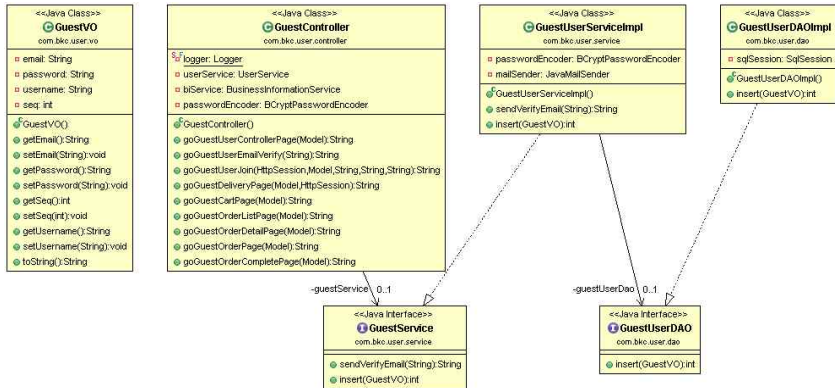 <<Java Class>>
GuestVO
com.bkc.user.vo
email: String
password: String
username: String
seq: int
GuestVO()
getEmail():String
setEmail(String):void
getPassword():String
setPassword(String):void
getSeq():int
setSeq(int):void
getUsername():String
setUsername(String):void
toString():String
<<Java Class>>
GuestController
com.bkc.user.controller
logger: Logger
userService: UserService
biService: BusinessInformationService
passwordEncoder: BCryptPasswordEncoder
GuestController()
goGuestUserControllerPage(Model):String
goGuestUserEmailVerify(String):String
goGuestUserJoin(HttpSession,Model,String,String,String):String
goGuestDeliveryPage(Model,HttpSession):String
goGuestCartPage(Model):String
goGuestOrderListPage(Model):String
goGuestOrderDetailPage(Model):String
goGuestOrderPage(Model):String
goGuestOrderCompletePage(Model):String
<<Java Class>>
GuestUserServiceImpl
com.bkc.user.service
passwordEncoder: BCryptPasswordEncoder
mailSender: JavaMailSender
GuestUserServiceImpl()
sendVerifyEmail(String):String
insert(GuestVO):int
<<Java Class>>
GuestUserDAOImpl
com.bkc.user.dao
sqlSession: SqlSession
GuestUserDAOImpl()
insert(GuestVO):int
-guestService 0..1
-guestUserDao 0..1
<<Java Interface>>
GuestService
com.bkc.user.service
sendVerifyEmail(String):String
insert(GuestVO):int
<<Java Interface>>
GuestUserDAO
com.bkc.user.dao
insert(GuestVO):int